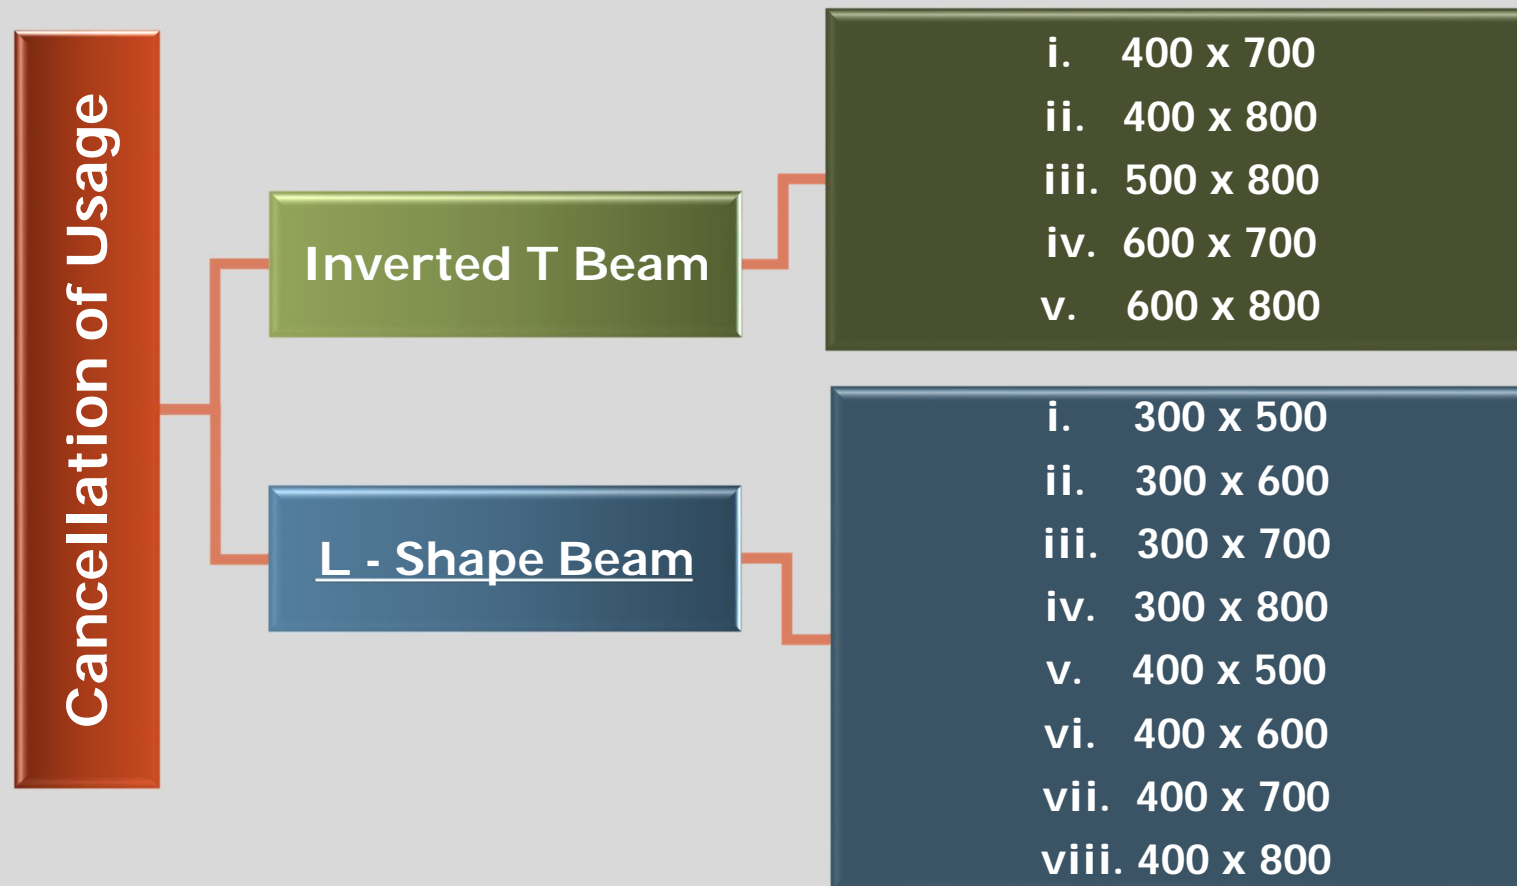 Cancellation of Usage
Inverted T Beam
i. 400 x 700
ii. 400 x 800
iii. 500 x 800
iv. 600 x 700
v. 600 x 800
L - Shape Beam
i. 300 x 500
ii. 300 x 600
iii. 300 x 700
iv. 300 x 800
v. 400 x 500
vi. 400 x 600
vii. 400 x 700
viii. 400 x 800